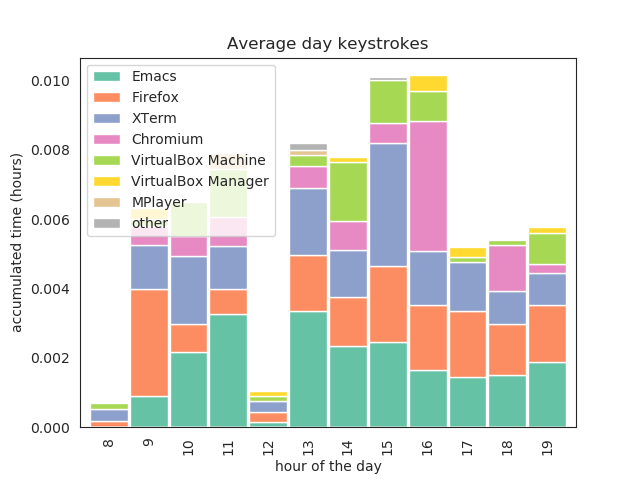 Average day keystrokes
Emacs
Firefox
XTerm
Chromium
VirtualBox Machine
VirtualBox Manager
MPlayer
other
accumulated time (hours)
0.010
0.008
0.006
0.004
0.002
0.000
8 9 10 11 12 13 14 15 16 17 18 19
hour of the day